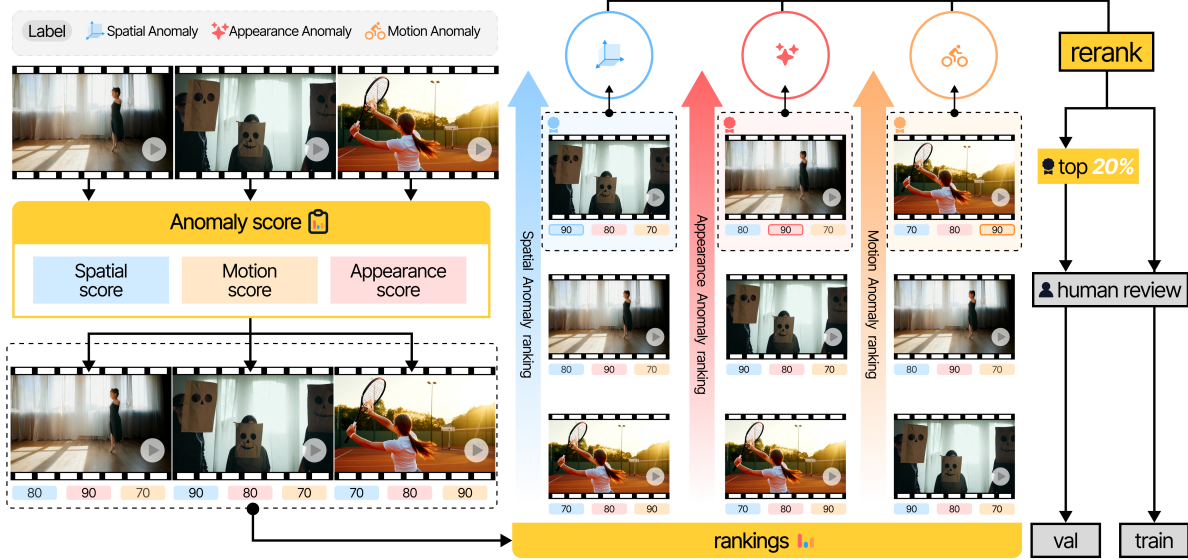 Label
Spatial Anomaly
Appearance Anomaly
Motion Anomaly
Anomaly score
Spatial
score
Motion
score
Appearance
score
80 90 70 90 80 70 70 80 90
Spatial Anomaly ranking
90 80 70
80 90 70
70 80 90
Appearance Anomaly ranking
80 90 70
90 80 70
70 80 90
Motion Anomaly ranking
70 80 90
80 90 70
90 80 70
rankings
rerank
top 20%
human review
val
train